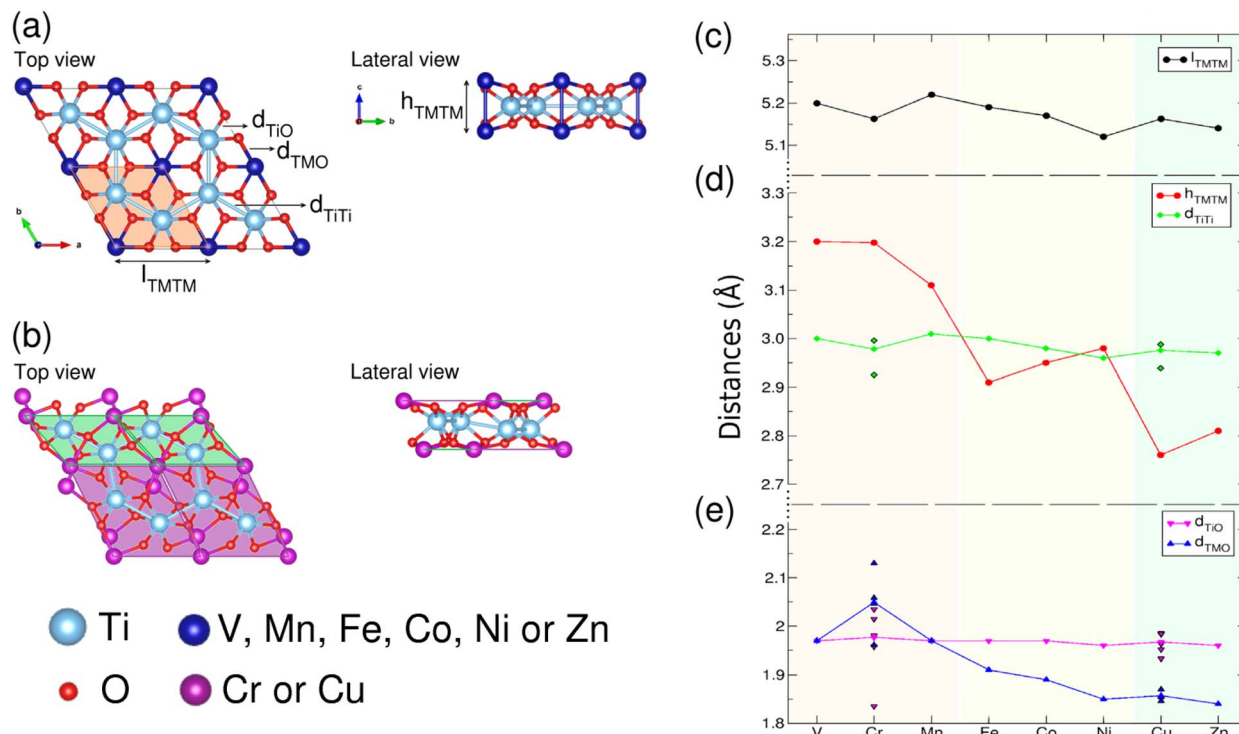 (a)
Top view
Lateral view
c
b
h_TMTM
d_TiO
d_TMO
d_TiTi
b
a
l_TMTM
(b)
Top view
Lateral view
Ti
V, Mn, Fe, Co, Ni or Zn
O
Cr or Cu
(c)
l_TMTM
5.3
5.2
5.1
(d)
h_TMTM
d_TiTi
3.3
3.2
3.1
3.0
2.9
2.8
2.7
Distances (Å)
(e)
d_TiO
d_TMO
2.2
2.1
2
1.9
1.8
V Cr Mn Fe Co Ni Cu Zn